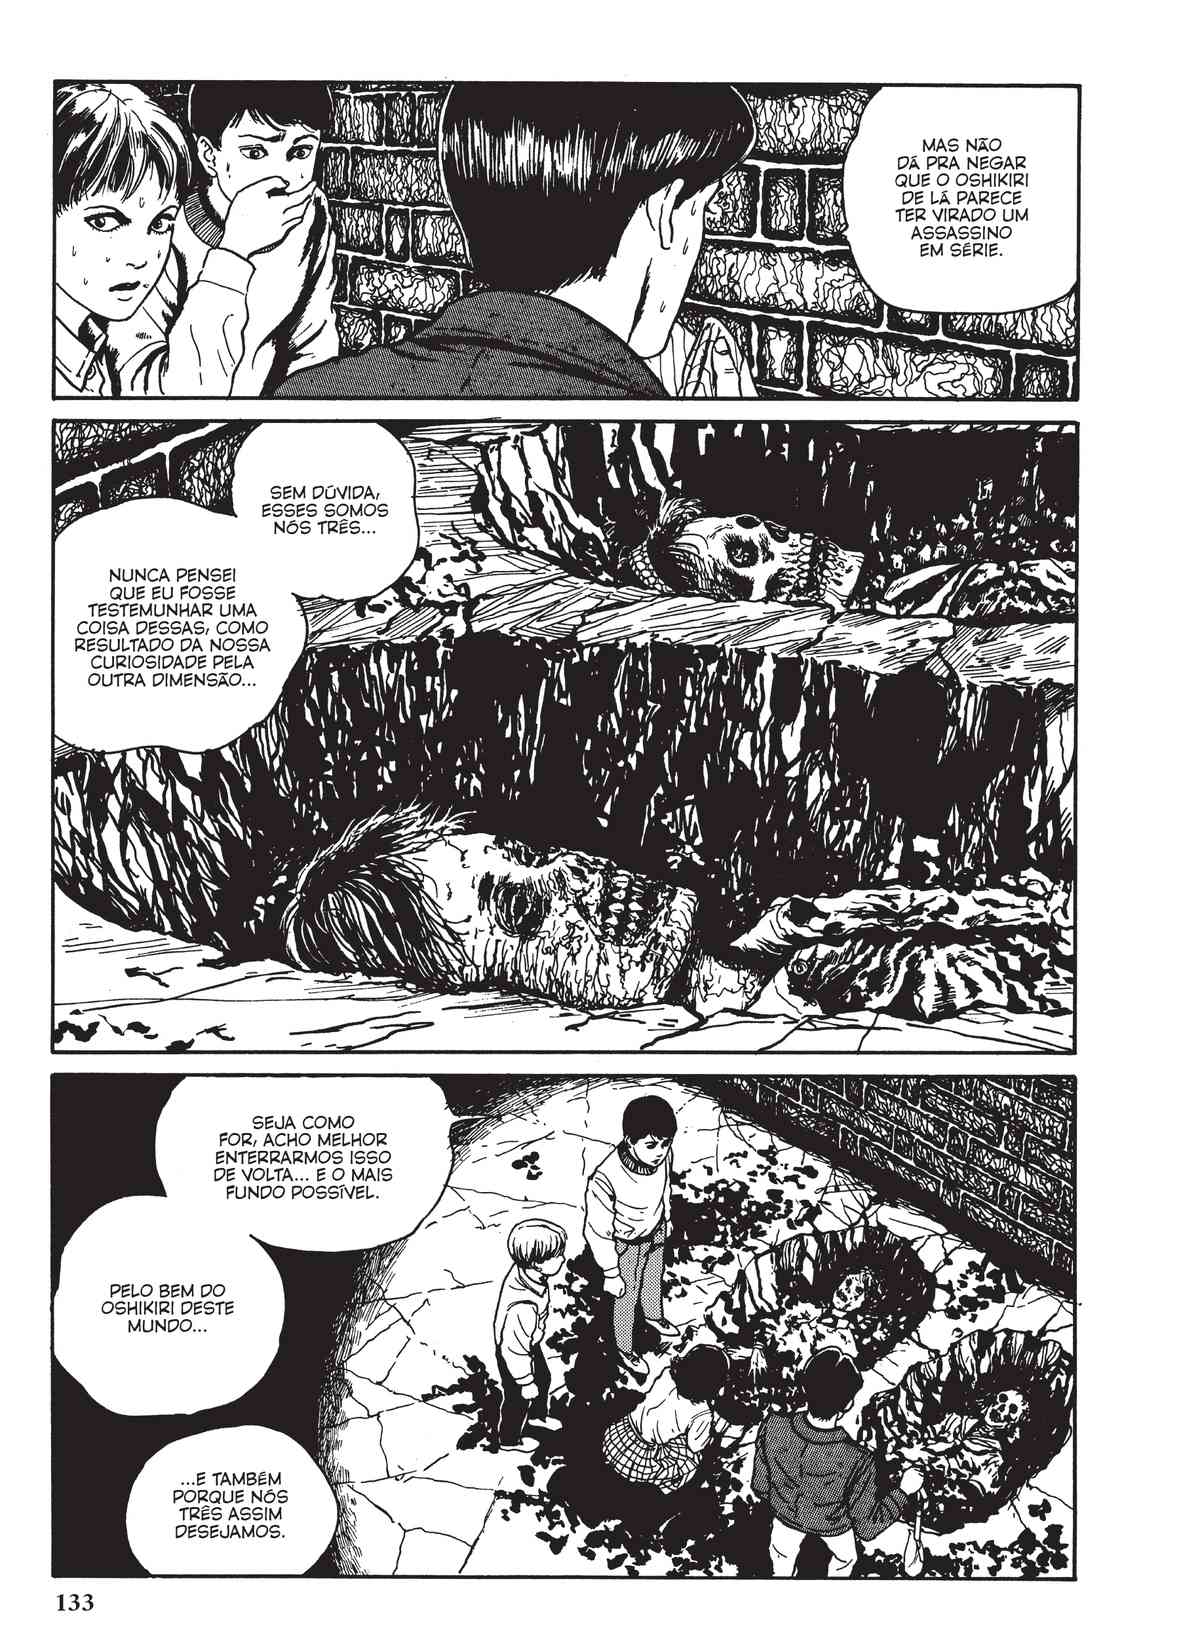 MAS NÃO
DÁ PRA NEGAR
QUE O OSHIKIRI
DE LÁ PARECE
TER VIRADO UM
ASSASSINO
EM SÉRIE.
SEM DÚVIDA,
ESSES SOMOS
NÓS TRÊS...
NUNCA PENSEI
QUE EU FOSSE
TESTEMUNHAR UMA
COISA DESSAS, COMO
RESULTADO DA NOSSA
CURIOSIDADE PELA
OUTRA DIMENSÃO...
SEJA COMO
FOR, ACHO MELHOR
ENTERRARMOS ISSO
DE VOLTA... E O MAIS
FUNDO POSSÍVEL.
PELO BEM DO
OSHIKIRI DESTE
MUNDO...
...E TAMBÉM
PORQUE NÓS
TRÊS ASSIM
DESEJAMOS.
133